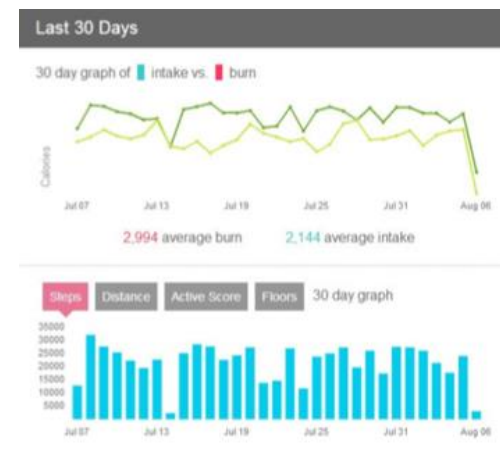 Last 30 Days
30 day graph of intake vs. burn
Calories
Jul 07 Jul 13 Jul 19 Jul 25 Jul 31 Aug 06
2,994 average burn 2,144 average intake
Steps Distance Active Score Floors 30 day graph
35000
30000
25000
20000
15000
10000
5000
Jul 07 Jul 13 Jul 19 Jul 25 Jul 31 Aug 06